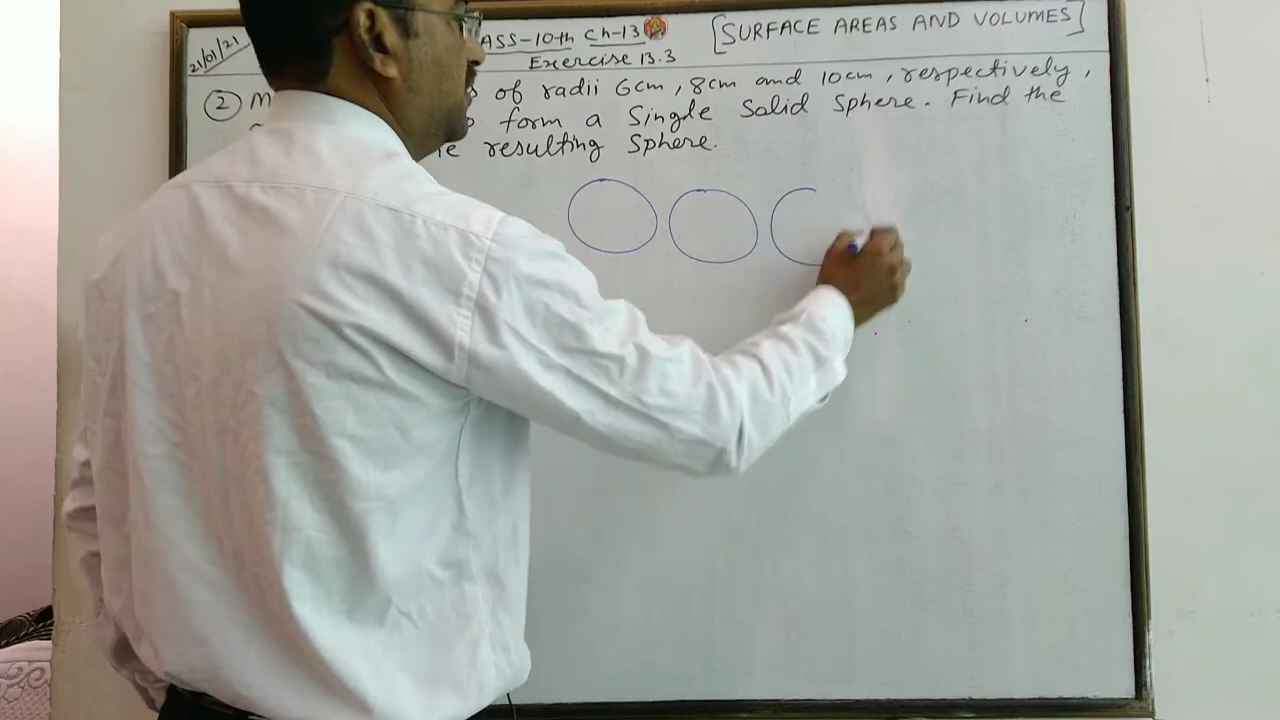 21/01/21
ASS-10th Ch-13 [SURFACE AREAS AND VOLUMES]
Exercise 13.3
② M of radii 6cm, 8cm and 10cm, respectively,
form a Single Solid Sphere. Find the
resulting Sphere.